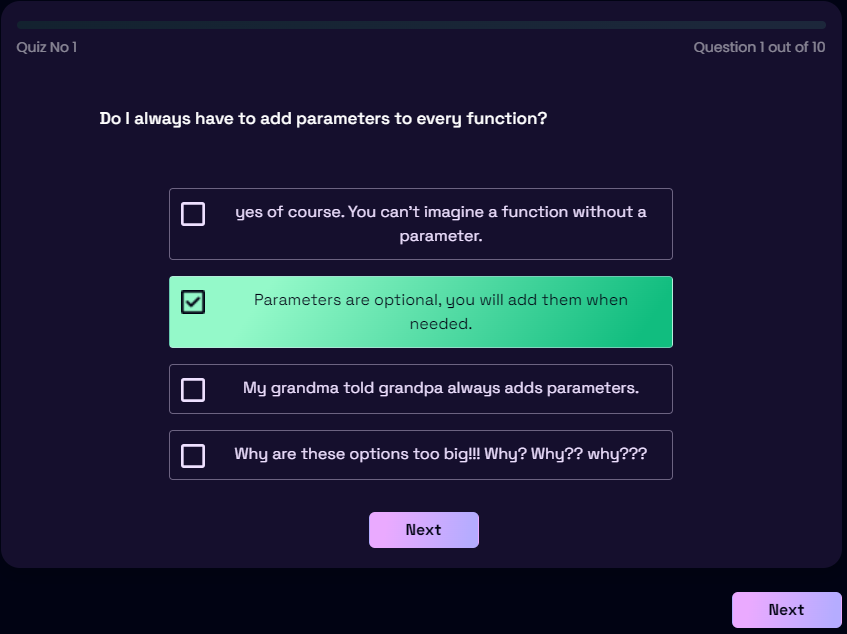 Quiz No 1
Question 1 out of 10
Do I always have to add parameters to every function?
yes of course. You can't imagine a function without a
parameter.
Parameters are optional, you will add them when
needed.
My grandma told grandpa always adds parameters.
Why are these options too big!!! Why? Why?? why???
Next
Next